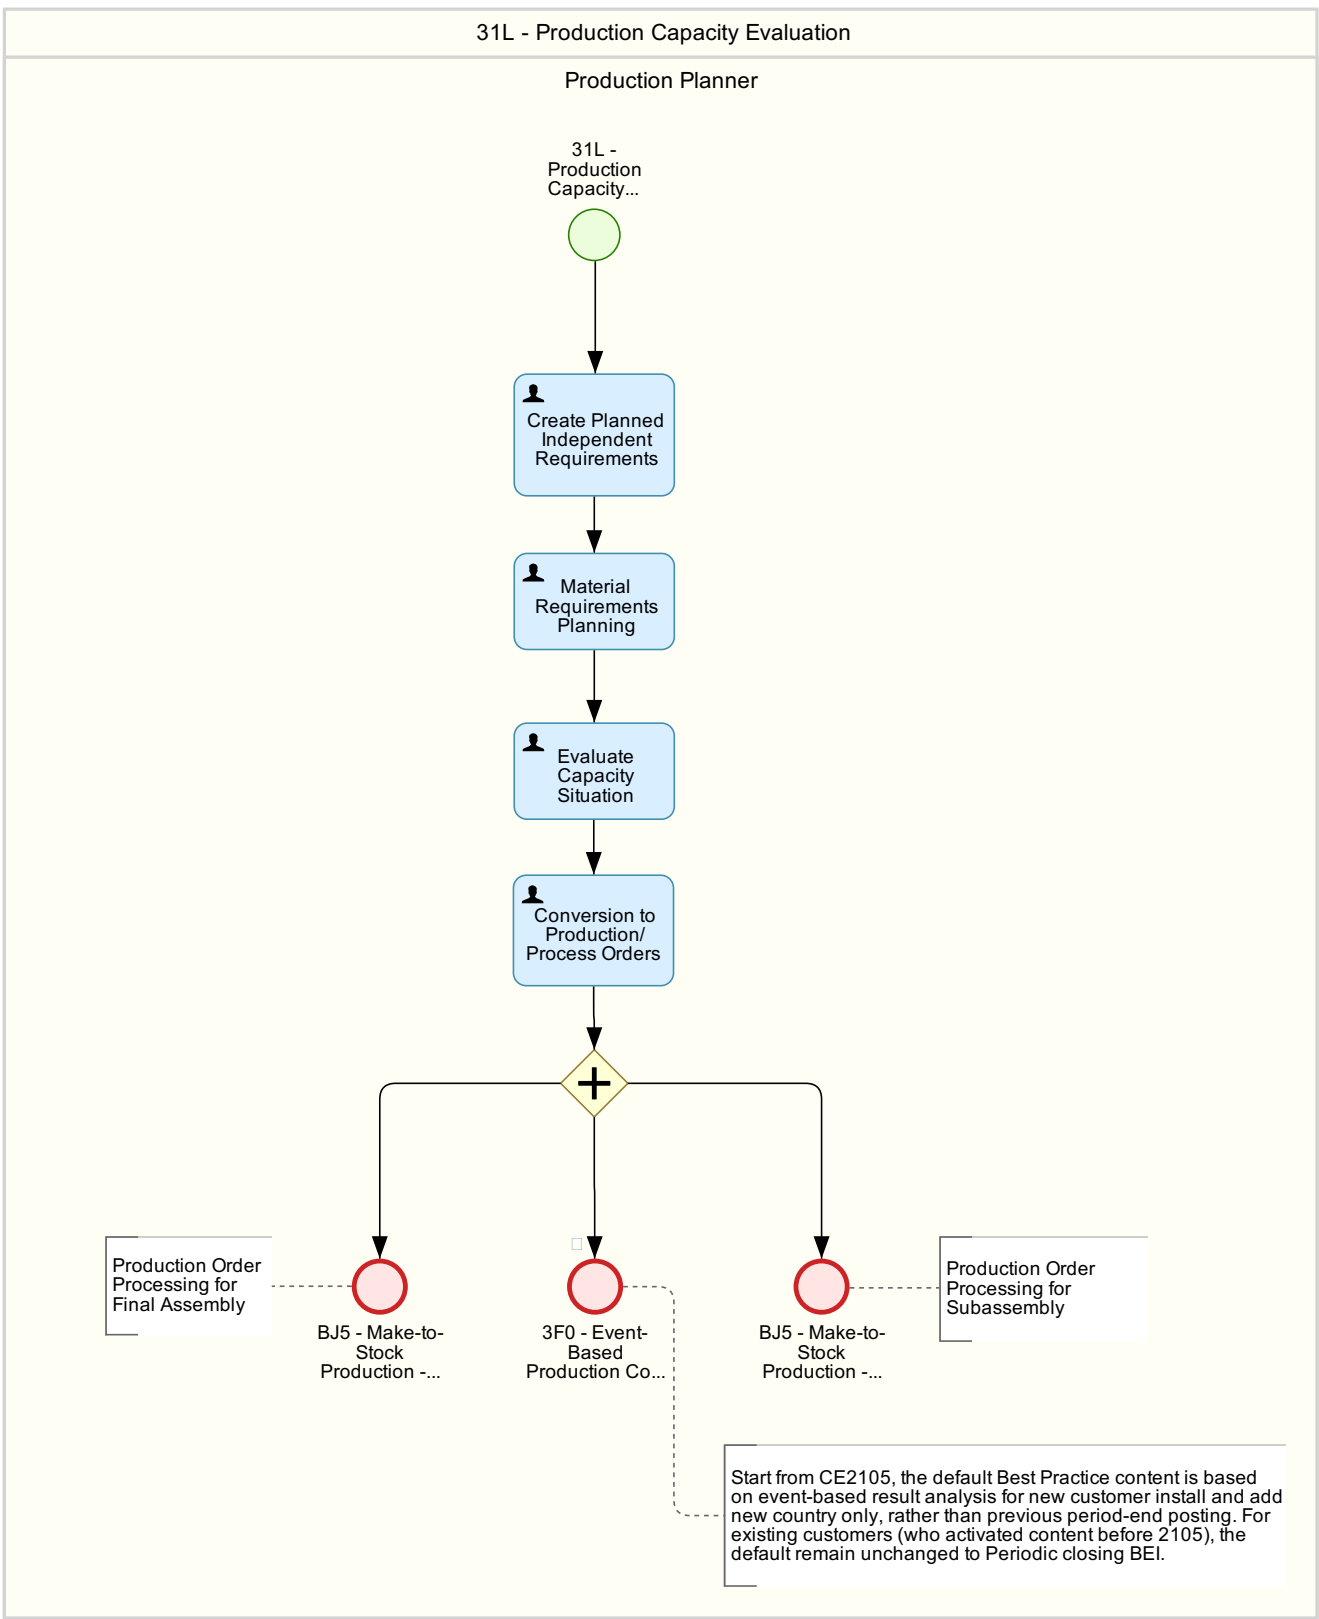 31L - Production Capacity Evaluation
Production Planner
31L -
Production
Capacity...
Create Planned
Independent
Requirements
Material
Requirements
Planning
Evaluate
Capacity
Situation
Conversion to
Production/
Process Orders
Production Order
Processing for
Final Assembly
BJ5 - Make-to-
Stock
Production -...
3F0 - Event-
Based
Production Co...
BJ5 - Make-to-
Stock
Production -...
Production Order
Processing for
Subassembly
Start from CE2105, the default Best Practice content is based
on event-based result analysis for new customer install and add
new country only, rather than previous period-end posting. For
existing customers (who activated content before 2105), the
default remain unchanged to Periodic closing BEI.